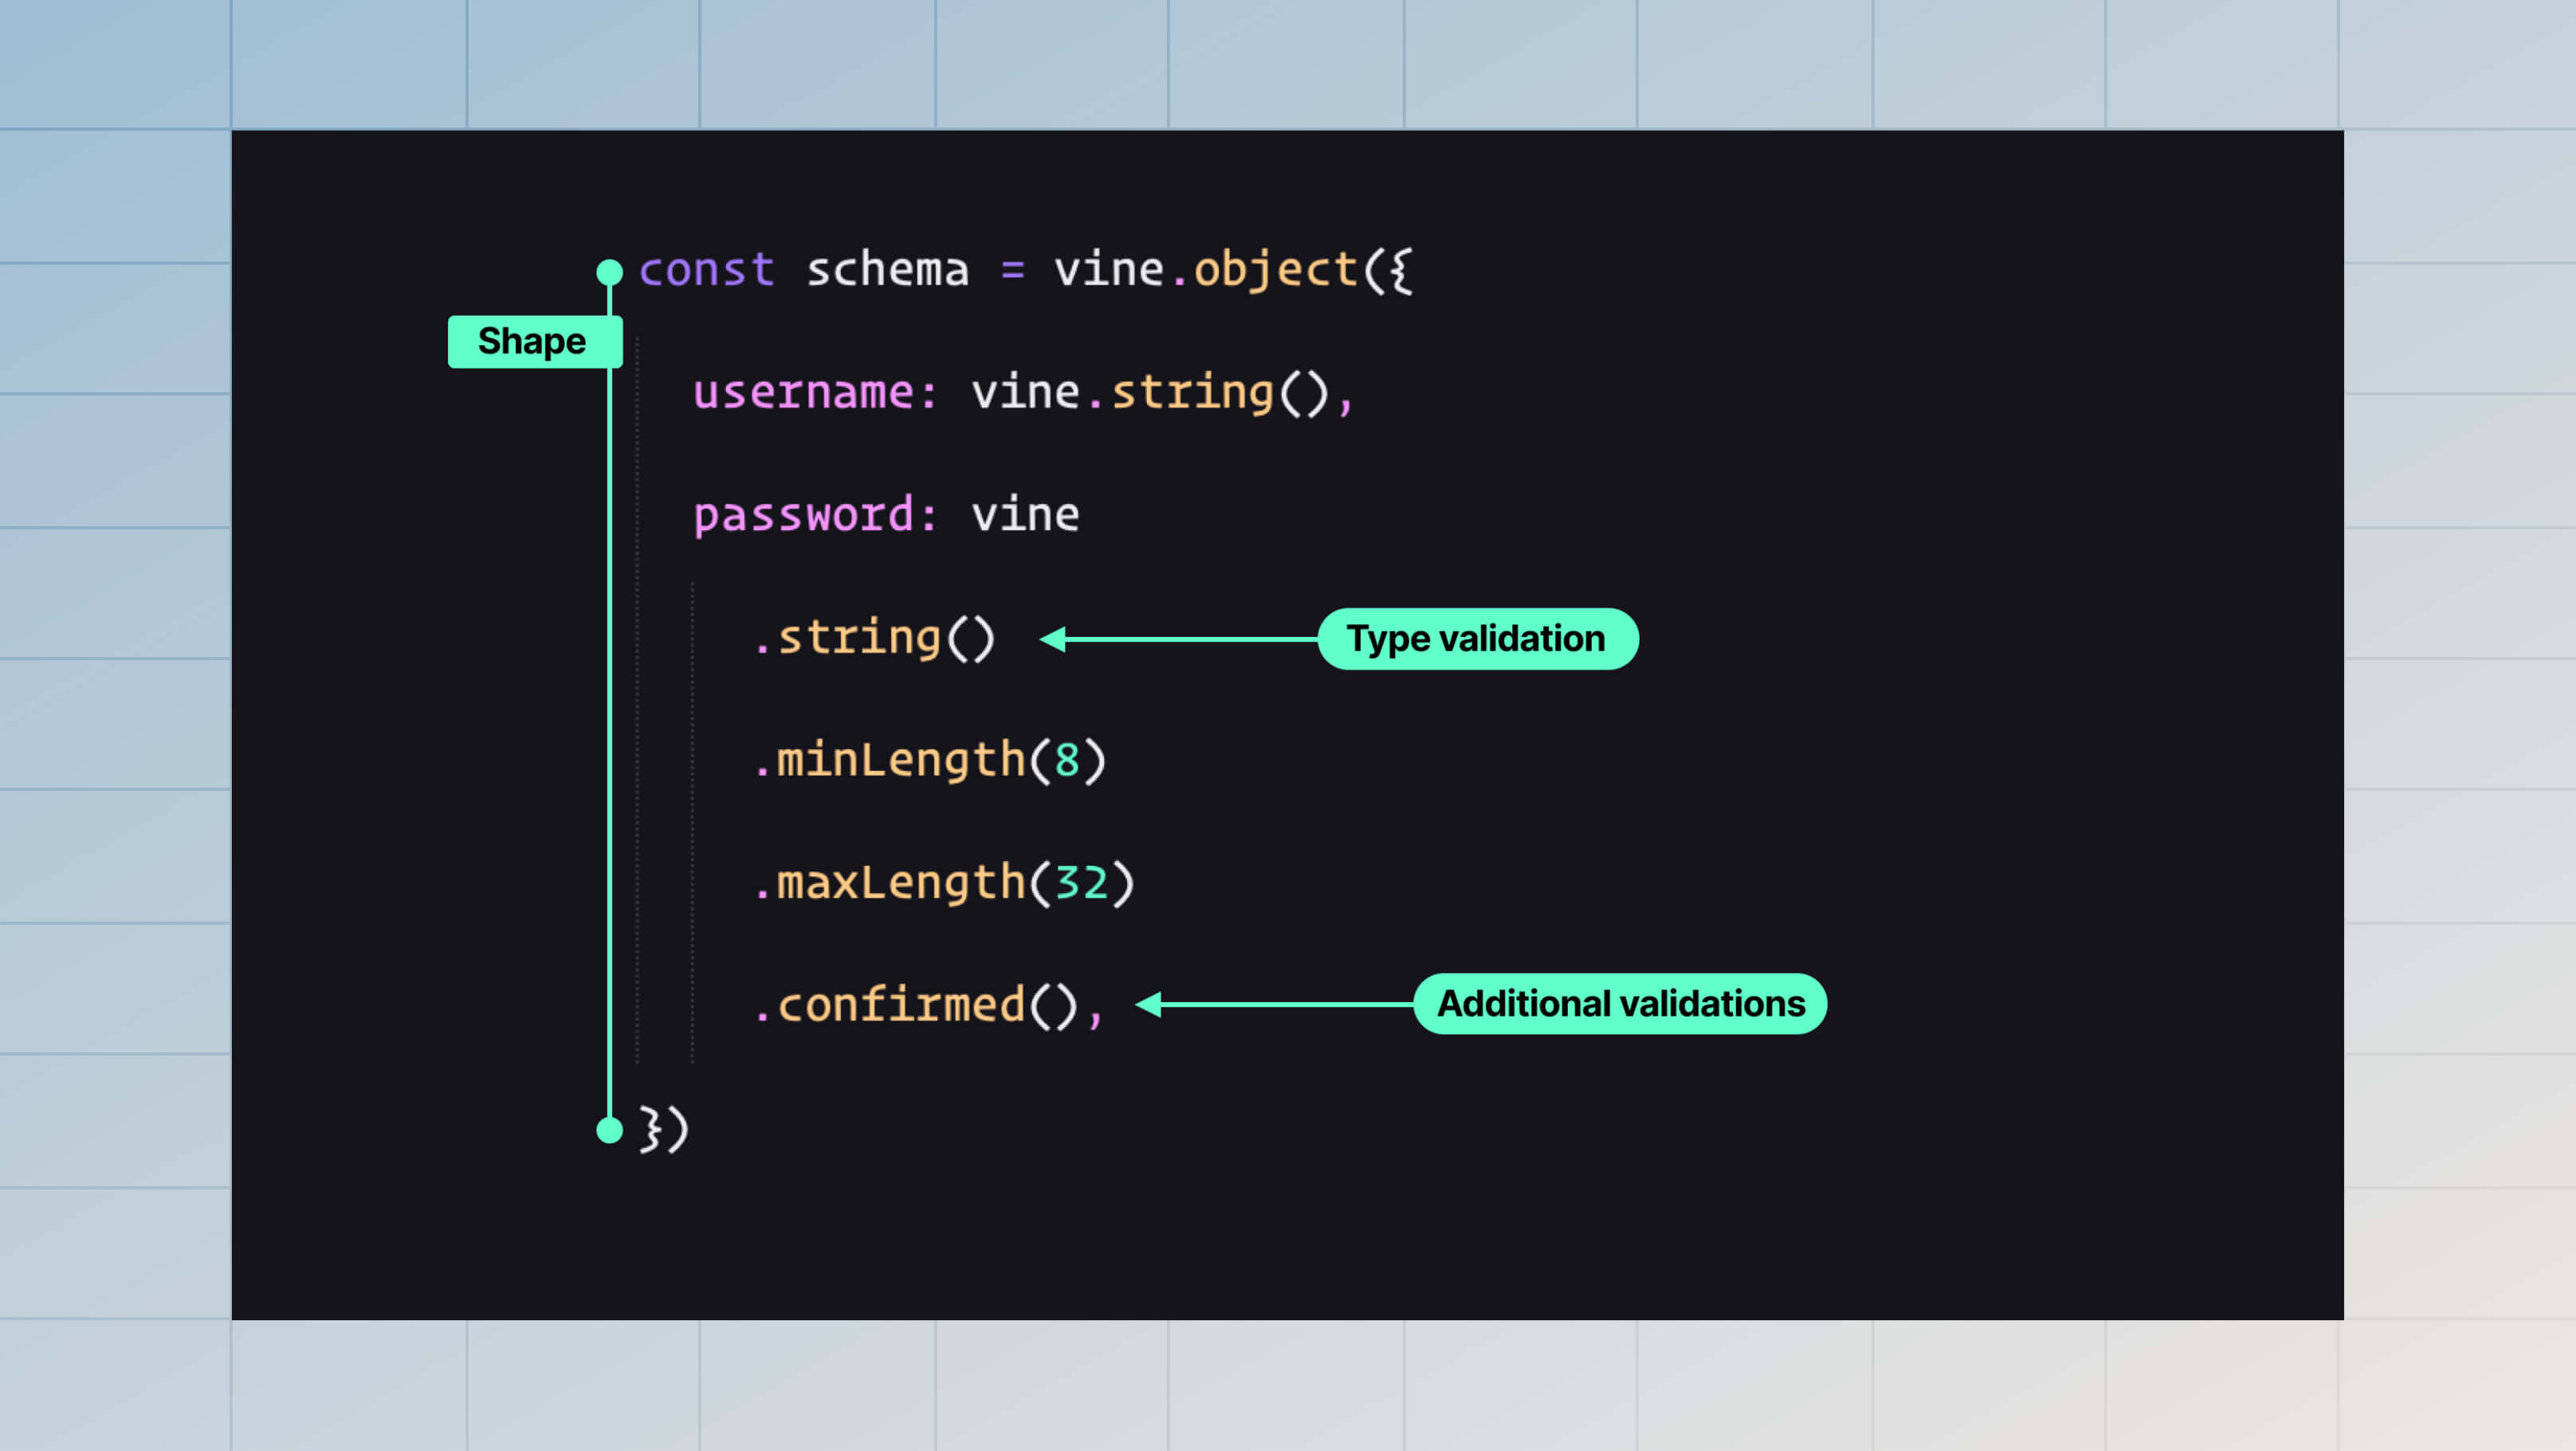 const schema = vine.object({
Shape
username: vine.string(),
password: vine
.string()
Type validation
.minLength(8)
.maxLength(32)
.confirmed(),
Additional validations
})